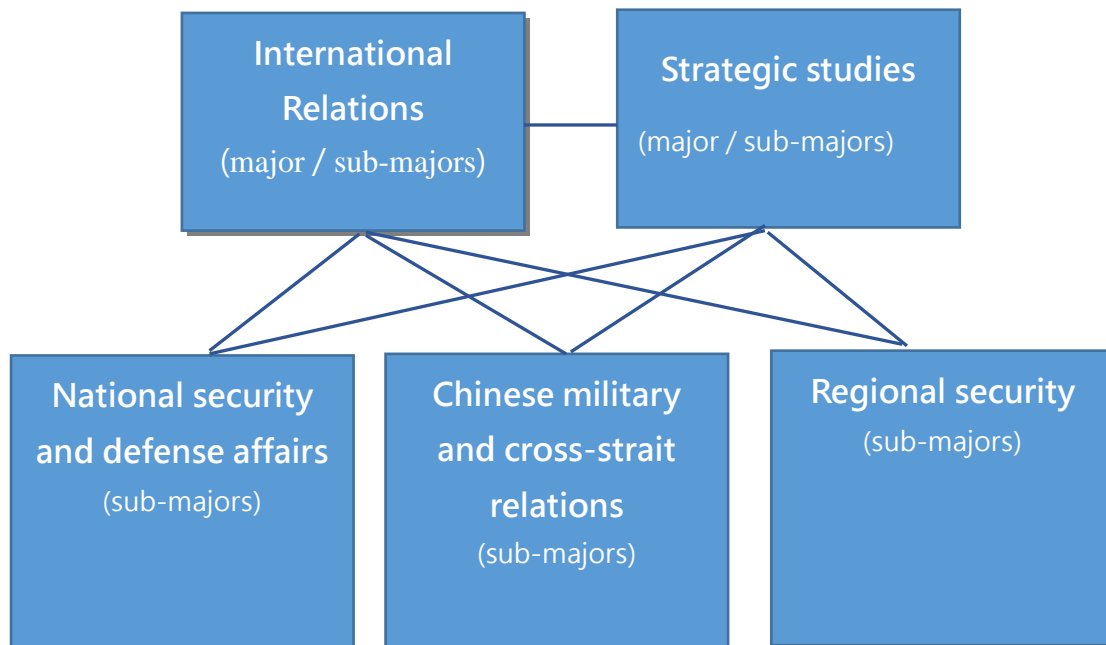 International
Relations
(major / sub-majors)
Strategic studies
(major / sub-majors)
National security
and defense affairs
(sub-majors)
Chinese military
and cross-strait
relations
(sub-majors)
Regional security
(sub-majors)